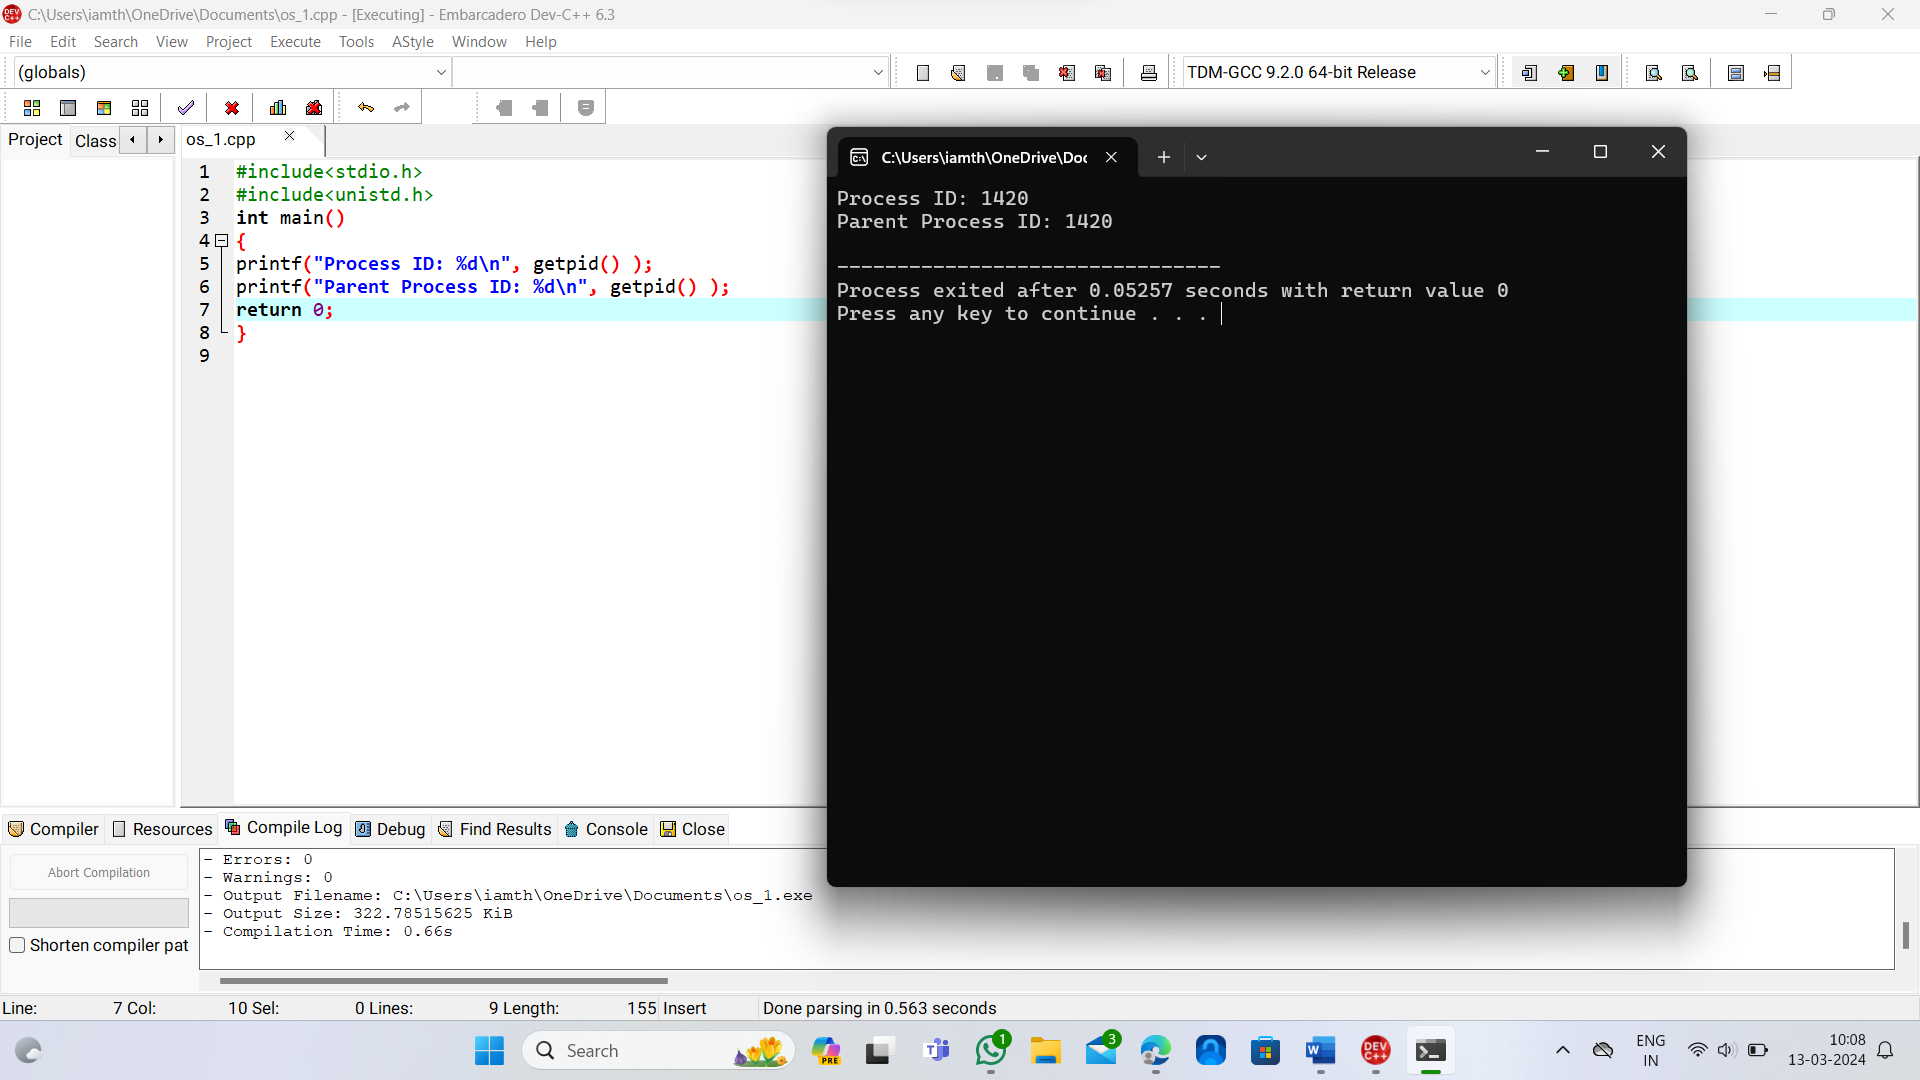 C:\Users\iamth\OneDrive\Documents\os_1.cpp - [Executing] - Embarcadero Dev-C++ 6.3
File Edit Search View Project Execute Tools AStyle Window Help
(globals)
TDM-GCC 9.2.0 64-bit Release
Project Class
os_1.cpp
1 #include<stdio.h>
2 #include<unistd.h>
3 int main()
4 {
5 printf("Process ID: %d\n", getpid() );
6 printf("Parent Process ID: %d\n", getpid() );
7 return 0;
8 }
9
C:\Users\iamth\OneDrive\Doc
Process ID: 1420
Parent Process ID: 1420
--------------------------------
Process exited after 0.05257 seconds with return value 0
Press any key to continue . . .
Compiler Resources Compile Log Debug Find Results Console Close
Abort Compilation
Shorten compiler pat
- Errors: 0
- Warnings: 0
- Output Filename: C:\Users\iamth\OneDrive\Documents\os_1.exe
- Output Size: 322.78515625 KiB
- Compilation Time: 0.66s
Line: 7 Col: 10 Sel: 0 Lines: 9 Length: 155 Insert Done parsing in 0.563 seconds
Search
PRE
1
3
DEV C++
ENG
IN
10:08
13-03-2024